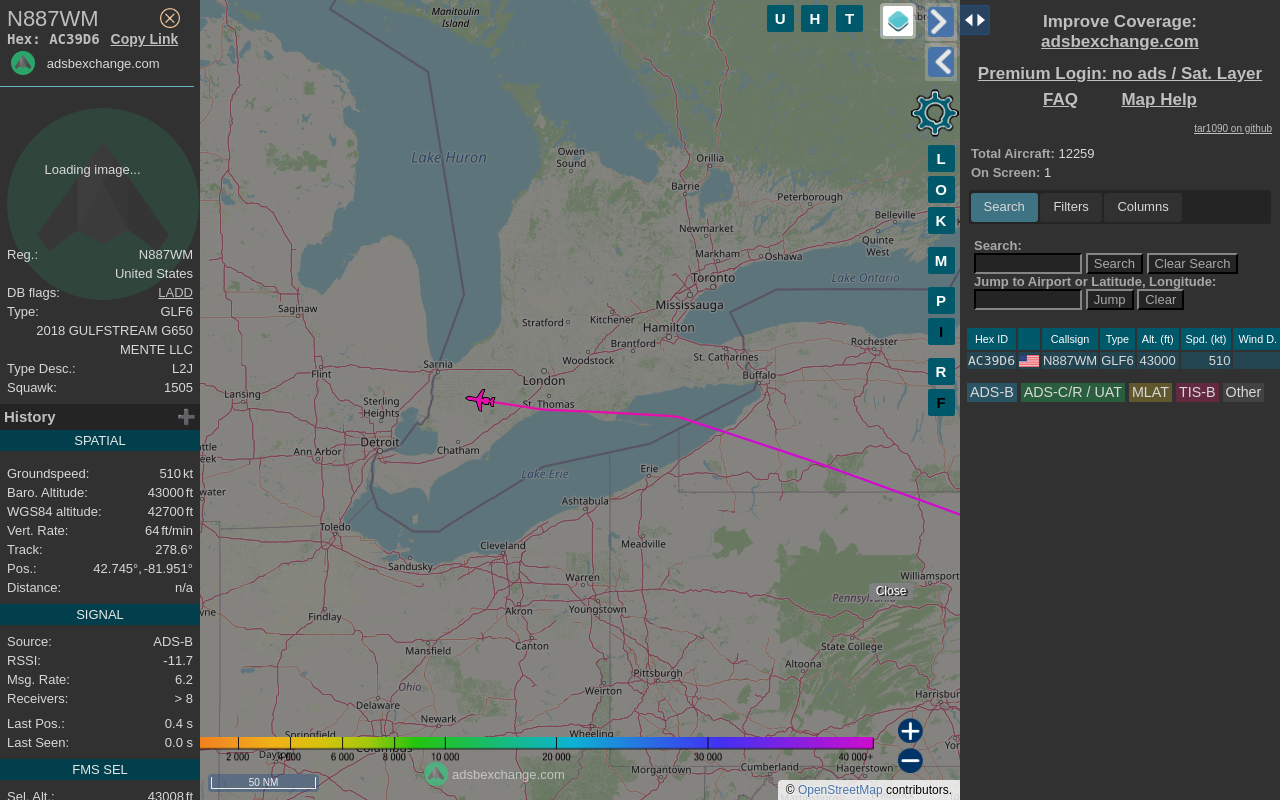 N887WM
Hex: AC39D6 Copy Link
adsbexchange.com
Loading image...
Reg.: N887WM
United States
DB flags: LADD
Type: GLF6
2018 GULFSTREAM G650
MENTE LLC
Type Desc.: L2J
Squawk: 1505
History
SPATIAL
Groundspeed: 510 kt
Baro. Altitude: 43000 ft
WGS84 altitude: 42700 ft
Vert. Rate: 64 ft/min
Track: 278.6°
Pos.: 42.745°, -81.951°
Distance: n/a
SIGNAL
Source: ADS-B
RSSI: -11.7
Msg. Rate: 6.2
Receivers: > 8
Last Pos.: 0.4 s
Last Seen: 0.0 s
FMS SEL
Sel. Alt.: 43008 ft
Manitoulin
Island
U H T
Lake Huron
Owen
Sound
Orillia
Barrie
Peterborough
Belleville
Newmarket
Quinte
West
Markham
Oshawa
Toronto
Lake Ontario
Mississauga
Saginaw
Stratford
Kitchener
Hamilton
Brantford
Rochester
St. Catharines
Woodstock
Sarnia
Flint
London
Buffalo
Lansing
Sterling
Heights
St. Thomas
Detroit
Ann Arbor
Chatham
Lake Erie
Erie
Ashtabula
Toledo
Cleveland
Meadville
Sandusky
Warren
Williamsport
Akron
Youngstown
Findlay
Close
Mansfield
Canton
State College
Altoona
Pittsburgh
Ohio
Weirton
Delaware
Newark
Wheeling
Springfield
Columbus
2 000 4 000 6 000 8 000 10 000 20 000 30 000 40 000+
Morgantown
Cumberland
Hagerstown
50 NM
adsbexchange.com
© OpenStreetMap contributors.
L
O
K
M
P
I
R
F
Improve Coverage:
adsbexchange.com
Premium Login: no ads / Sat. Layer
FAQ Map Help
tar1090 on github
Total Aircraft: 12259
On Screen: 1
Search Filters Columns
Search:
Search Clear Search
Jump to Airport or Latitude, Longitude:
Jump Clear
Hex ID Callsign Type Alt. (ft) Spd. (kt) Wind D.
AC39D6 N887WM GLF6 43000 510
ADS-B ADS-C/R / UAT MLAT TIS-B Other